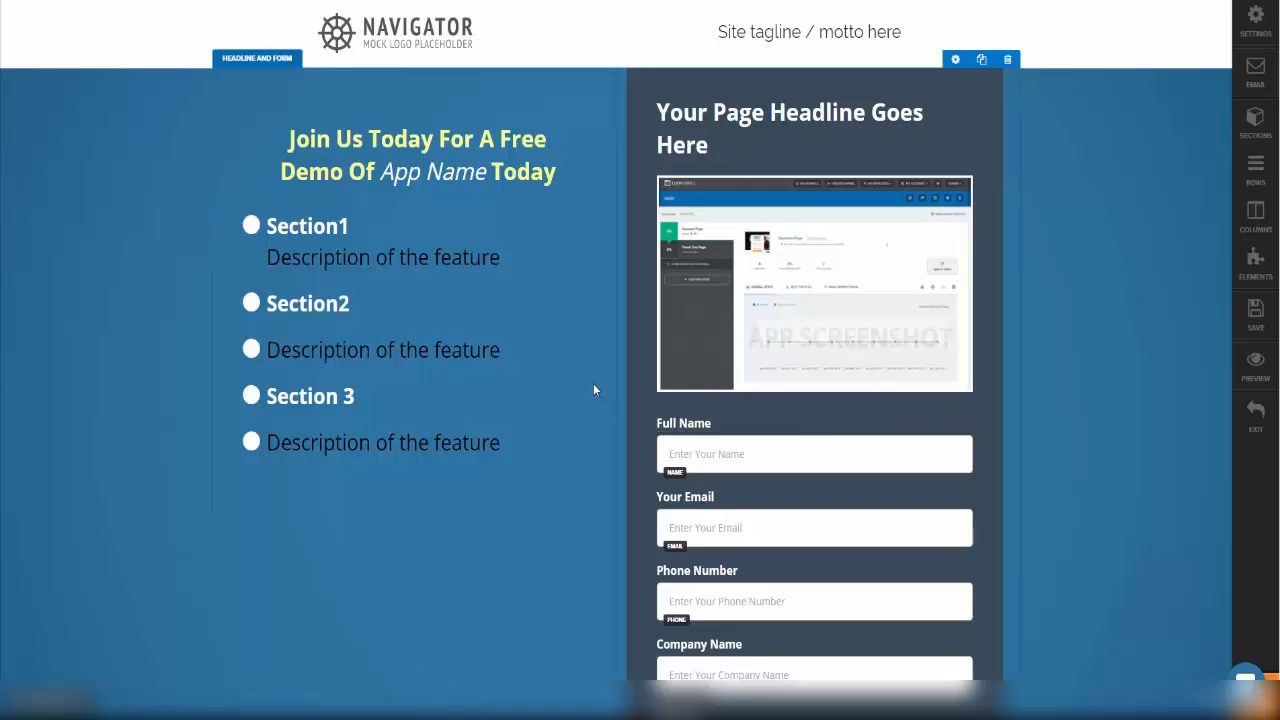 NAVIGATOR
MOCK LOGO PLACEHOLDER
Site tagline / motto here
HEADLINE AND FORM
Join Us Today For A Free
Demo Of App Name Today
Section1
Description of the feature
Section2
Description of the feature
Section 3
Description of the feature
Your Page Headline Goes
Here
APP SCREENSHOT
Full Name
Enter Your Name
NAME
Your Email
Enter Your Email
EMAIL
Phone Number
Enter Your Phone Number
PHONE
Company Name
Enter Your Company Name
SETTINGS
EMAIL
SECTIONS
ROWS
COLUMNS
ELEMENTS
SAVE
PREVIEW
EXIT